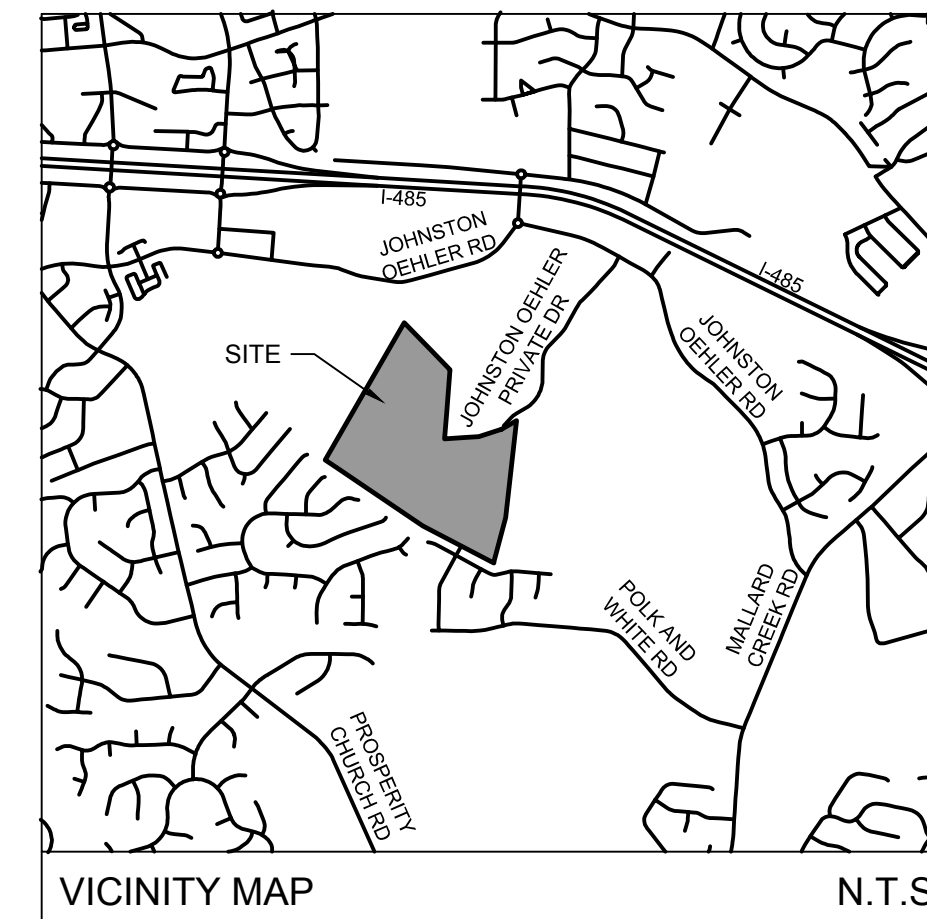 I-485
JOHNSTON
OEHLER RD
JOHNSTON OEHLER
PRIVATE DR
I-485
JOHNSTON
OEHLER RD
SITE
POLK AND
WHITE RD
MALLARD
CREEK RD
PROSPERITY
CHURCH RD
VICINITY MAP
N.T.S